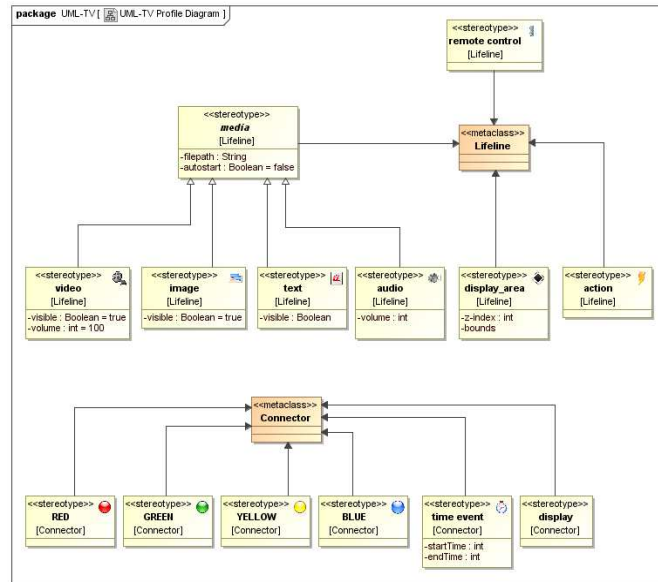 package UML-TV [ UML-TV Profile Diagram ]
<<stereotype>>
remote control
[Lifeline]
<<stereotype>>
media
[Lifeline]
-filepath : String
-autostart : Boolean = false
<<metaclass>>
Lifeline
<<stereotype>>
video
[Lifeline]
-visible : Boolean = true
-volume : int = 100
<<stereotype>>
image
[Lifeline]
-visible : Boolean = true
<<stereotype>>
text
[Lifeline]
-visible : Boolean
<<stereotype>>
audio
[Lifeline]
-volume : int
<<stereotype>>
display_area
[Lifeline]
-z-index : int
-bounds
<<stereotype>>
action
[Lifeline]
<<metaclass>>
Connector
<<stereotype>>
RED
[Connector]
<<stereotype>>
GREEN
[Connector]
<<stereotype>>
YELLOW
[Connector]
<<stereotype>>
BLUE
[Connector]
<<stereotype>>
time event
[Connector]
-startTime : int
-endTime : int
<<stereotype>>
display
[Connector]